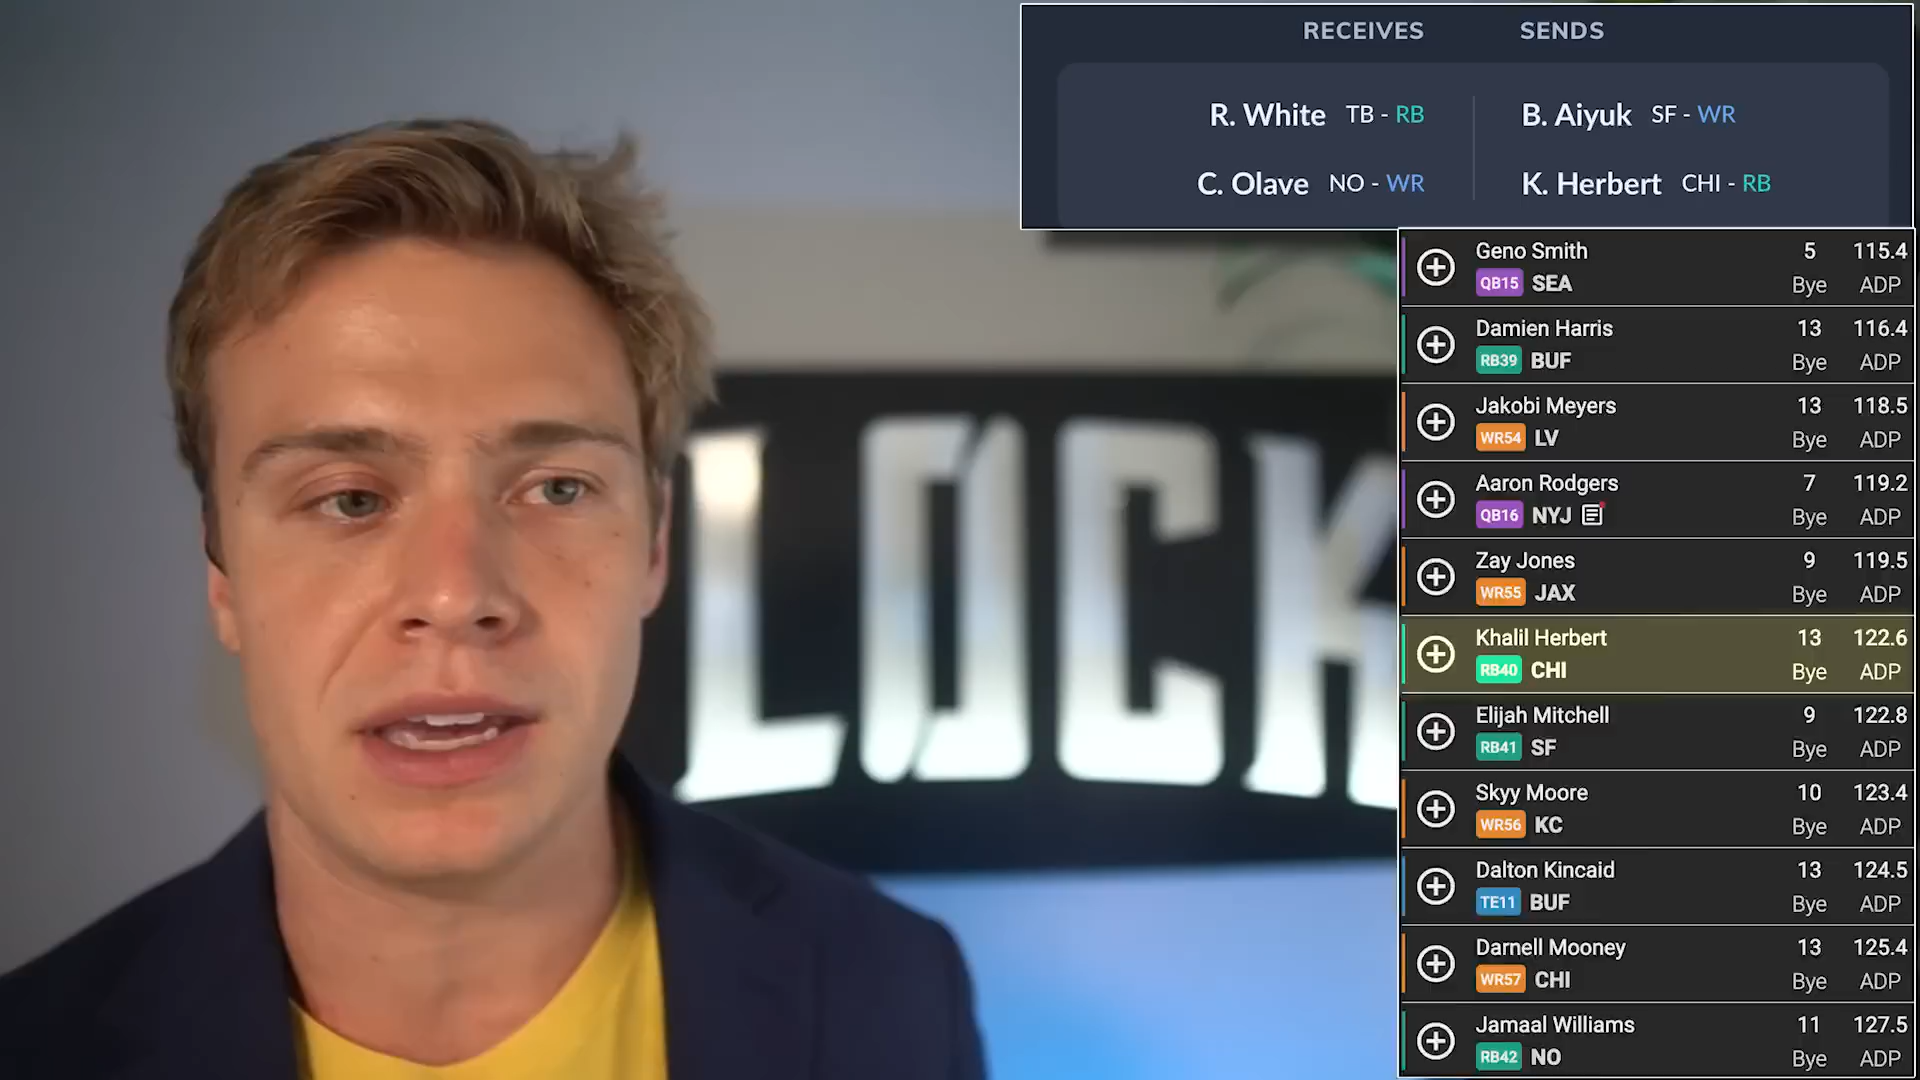 RECEIVES SENDS
R. White TB - RB B. Aiyuk SF - WR
C. Olave NO - WR K. Herbert CHI - RB
LOCK
Geno Smith 5 115.4
QB15 SEA Bye ADP
Damien Harris 13 116.4
RB39 BUF Bye ADP
Jakobi Meyers 13 118.5
WR54 LV Bye ADP
Aaron Rodgers 7 119.2
QB16 NYJ Bye ADP
Zay Jones 9 119.5
WR55 JAX Bye ADP
Khalil Herbert 13 122.6
RB40 CHI Bye ADP
Elijah Mitchell 9 122.8
RB41 SF Bye ADP
Skyy Moore 10 123.4
WR56 KC Bye ADP
Dalton Kincaid 13 124.5
TE11 BUF Bye ADP
Darnell Mooney 13 125.4
WR57 CHI Bye ADP
Jamaal Williams 11 127.5
RB42 NO Bye ADP